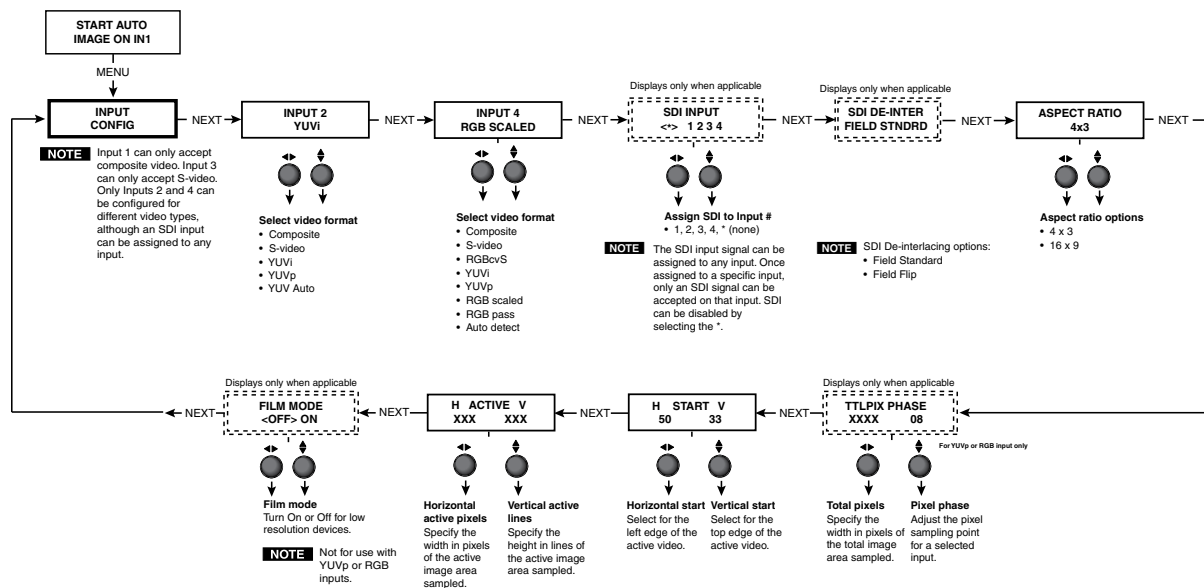 START AUTO
IMAGE ON IN1
MENU
INPUT
CONFIG
NEXT
INPUT 2
YUVi
NEXT
INPUT 4
RGB SCALED
NEXT
Displays only when applicable
SDI INPUT
<*> 1 2 3 4
NEXT
Displays only when applicable
SDI DE-INTER
FIELD STNDRD
NEXT
ASPECT RATIO
4x3
NEXT
NOTE Input 1 can only accept
composite video. Input 3
can only accept S-video.
Only Inputs 2 and 4 can
be configured for
different video types,
although an SDI input
can be assigned to any
input.
Select video format
• Composite
• S-video
• YUVi
• YUVp
• YUV Auto
Select video format
• Composite
• S-video
• RGBcvS
• YUVi
• YUVp
• RGB scaled
• RGB pass
• Auto detect
Assign SDI to Input #
• 1, 2, 3, 4, * (none)
NOTE The SDI input signal can be
assigned to any input. Once
assigned to a specific input,
only an SDI signal can be
accepted on that input. SDI
can be disabled by
selecting the *.
NOTE SDI De-interlacing options:
• Field Standard
• Field Flip
Aspect ratio options
• 4 x 3
• 16 x 9
NEXT
Displays only when applicable
FILM MODE
<OFF> ON
NEXT
H ACTIVE V
XXX XXX
NEXT
H START V
50 33
NEXT
Displays only when applicable
TTLPIX PHASE
XXXX 08
For YUVp or RGB input only
Film mode
Turn On or Off for low
resolution devices.
NOTE Not for use with
YUVp or RGB
inputs.
Horizontal
active pixels
Specify the
width in pixels
of the active
image area
sampled.
Vertical active
lines
Specify the
height in lines of
the active image
area sampled.
Horizontal start
Select for the
left edge of the
active video.
Vertical start
Select for the
top edge of the
active video.
Total pixels
Specify the
width in pixels of
the total image
area sampled.
Pixel phase
Adjust the pixel
sampling point
for a selected
input.